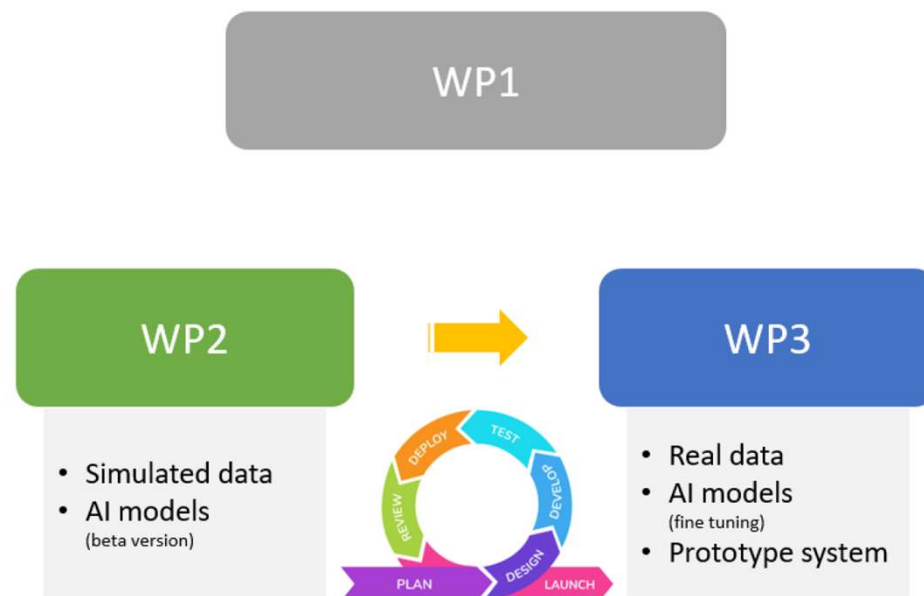 WP1
WP2
WP3
• Simulated data
• AI models
(beta version)
DEPLOY
TEST
REVIEW
DEVELOP
PLAN
DESIGN
LAUNCH
• Real data
• AI models
(fine tuning)
• Prototype system